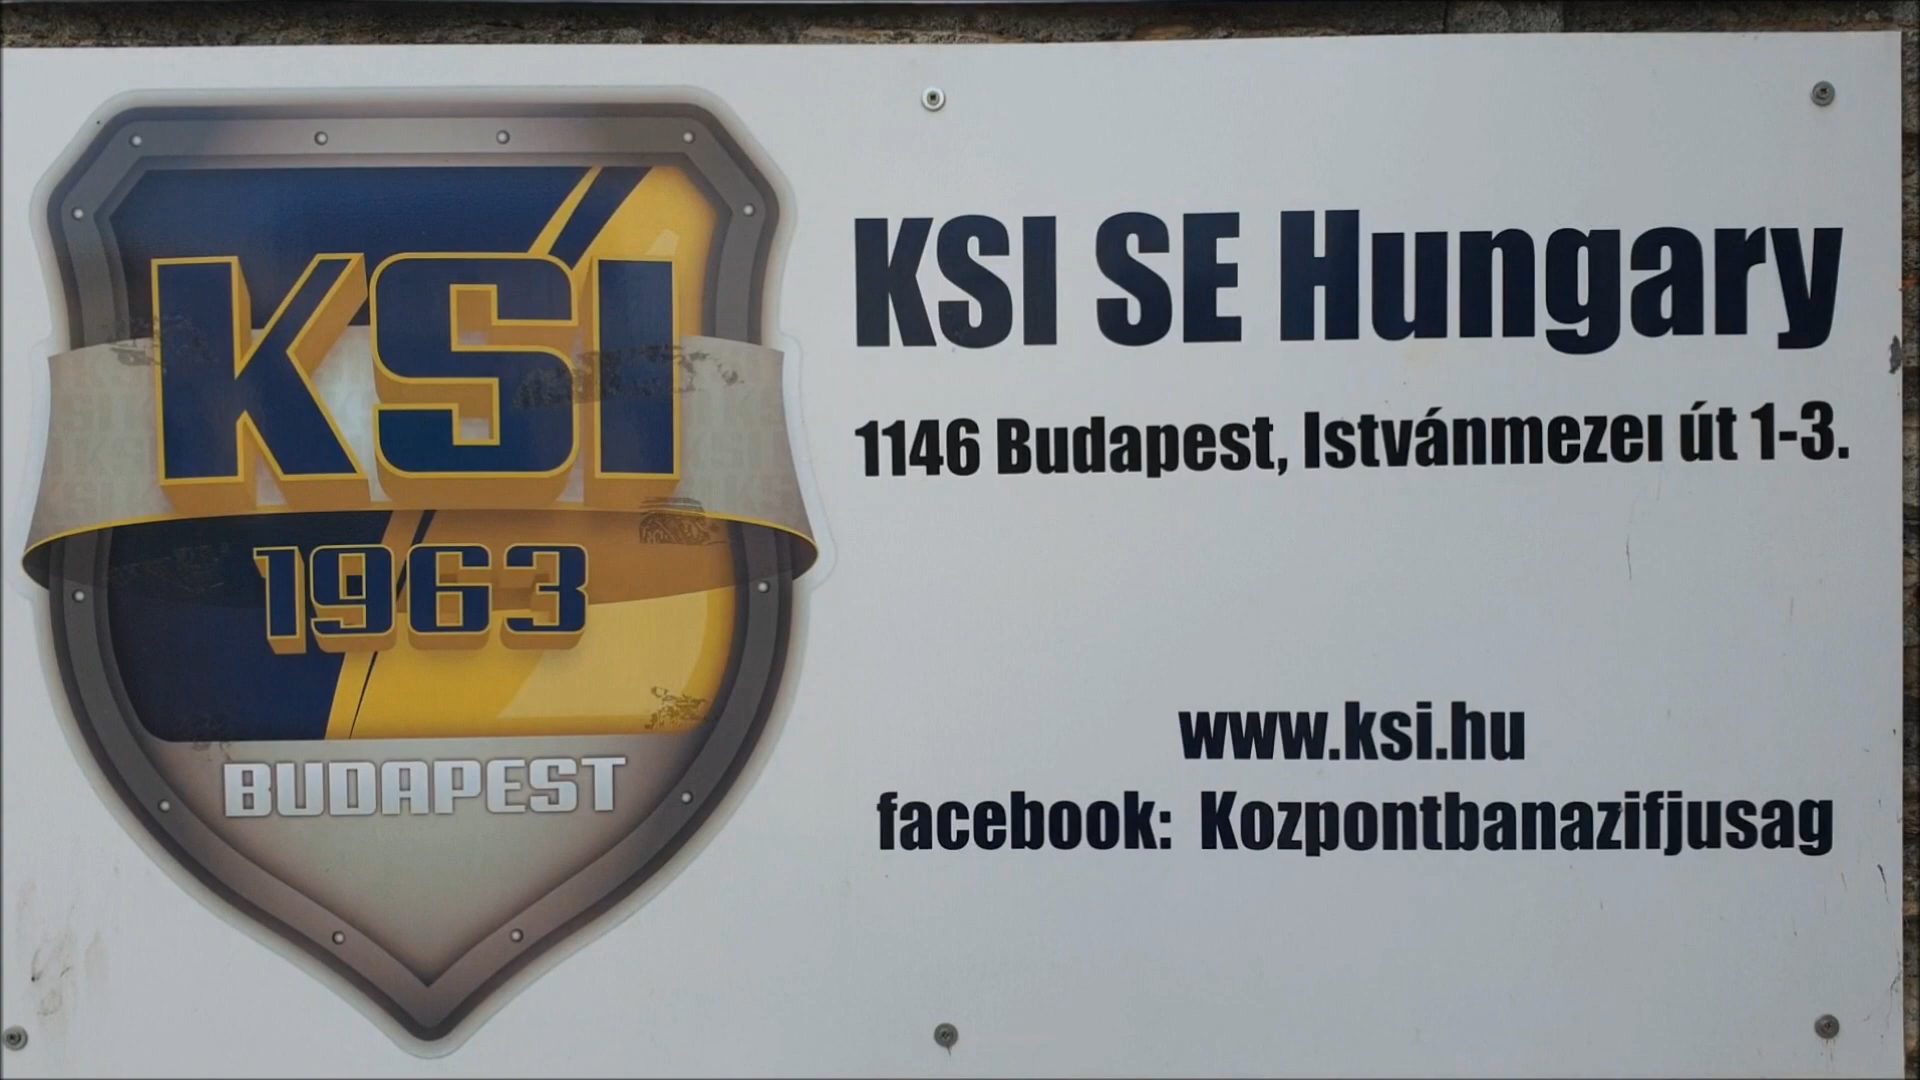 KSI
1963
BUDAPEST
KSI SE Hungary
1146 Budapest, Istvánmezei út 1-3.
www.ksi.hu
facebook: Kozpontbanazifjusag